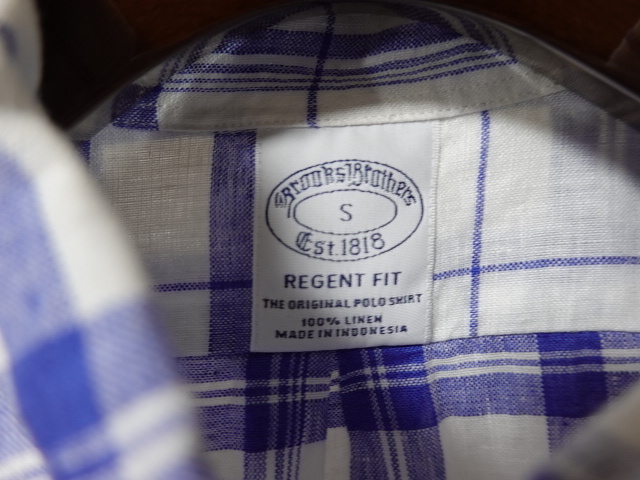 Brooks Brothers
S
Est. 1818
REGENT FIT
THE ORIGINAL POLO SHIRT
100% LINEN
MADE IN INDONESIA